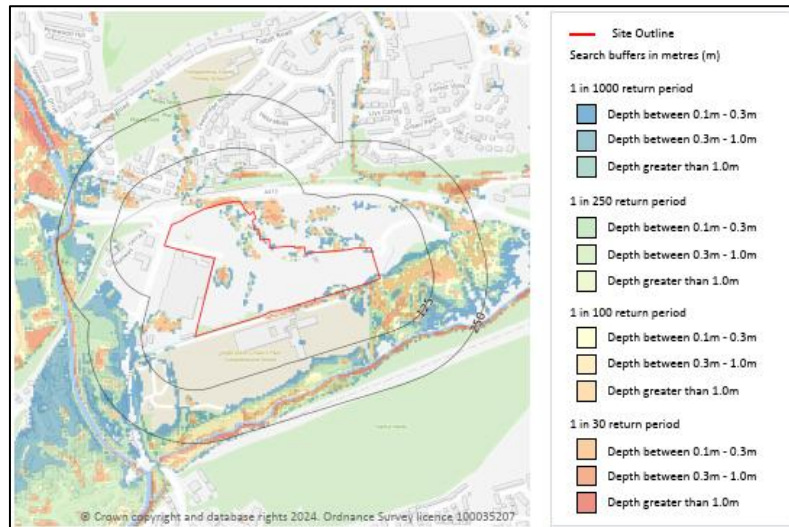 Talbot Road
A473
125
250
© Crown copyright and database rights 2024. Ordnance Survey licence 100035207
Site Outline
Search buffers in metres (m)
1 in 1000 return period
Depth between 0.1m - 0.3m
Depth between 0.3m - 1.0m
Depth greater than 1.0m
1 in 250 return period
Depth between 0.1m - 0.3m
Depth between 0.3m - 1.0m
Depth greater than 1.0m
1 in 100 return period
Depth between 0.1m - 0.3m
Depth between 0.3m - 1.0m
Depth greater than 1.0m
1 in 30 return period
Depth between 0.1m - 0.3m
Depth between 0.3m - 1.0m
Depth greater than 1.0m